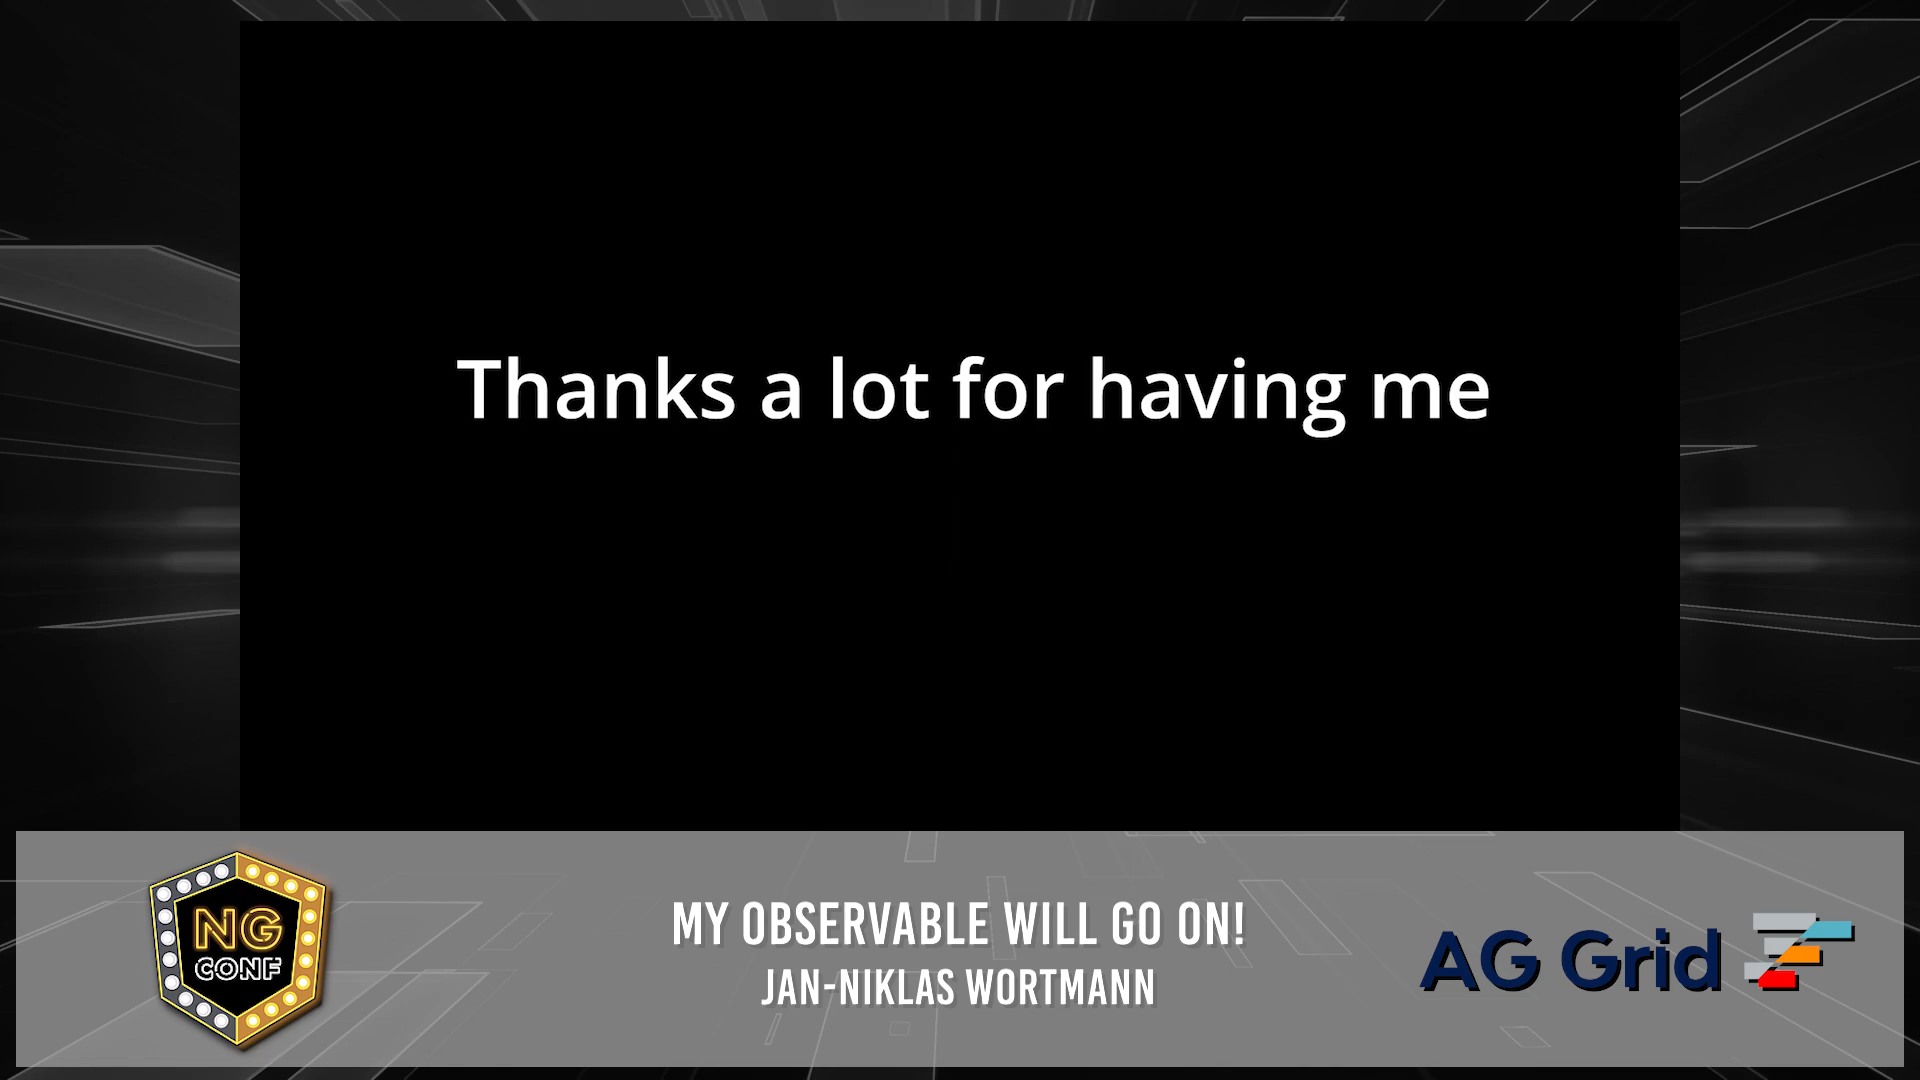 Thanks a lot for having me
NG
CONF
MY OBSERVABLE WILL GO ON!
JAN-NIKLAS WORTMANN
AG Grid